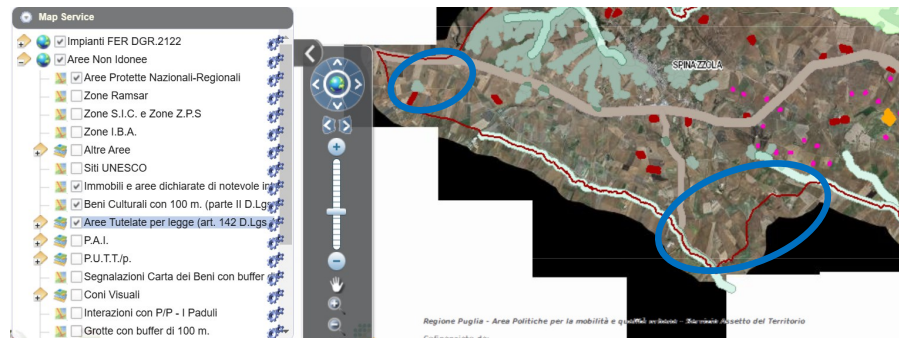 Map Service
Impianti FER DGR.2122
Aree Non Idonee
Aree Protette Nazionali-Regionali
Zone Ramsar
Zone S.I.C. e Zone Z.P.S
Zone I.B.A.
Altre Aree
Siti UNESCO
Immobili e aree dichiarate di notevole in
Beni Culturali con 100 m. (parte II D.Lgs
Aree Tutelate per legge (art. 142 D.Lgs
P.A.I.
P.U.T.T./p.
Segnalazioni Carta dei Beni con buffer
Coni Visuali
Interazioni con P/P - I Paduli
Grotte con buffer di 100 m.
SPINAZZOLA
Regione Puglia - Area Politiche per la mobilità e qualità urbana - Servizio Assetto del Territorio